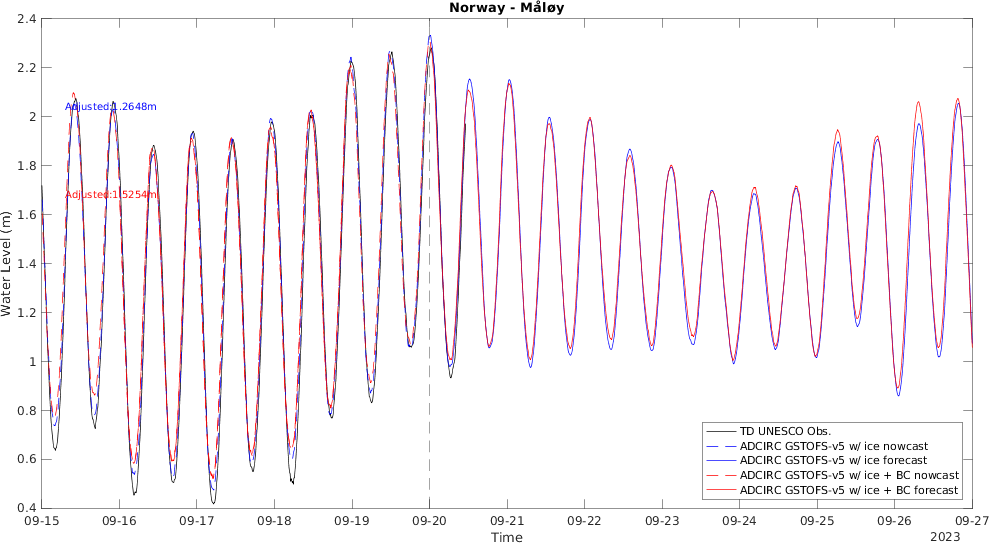 Norway - Måløy
2.4
2.2
2
1.8
1.6
1.4
1.2
1
0.8
0.6
0.4
Water Level (m)
Adjusted:1.2648m
Adjusted:1.5254m
TD UNESCO Obs.
ADCIRC GSTOFS-v5 w/ ice nowcast
ADCIRC GSTOFS-v5 w/ ice forecast
ADCIRC GSTOFS-v5 w/ ice + BC nowcast
ADCIRC GSTOFS-v5 w/ ice + BC forecast
09-15 09-16 09-17 09-18 09-19 09-20 09-21 09-22 09-23 09-24 09-25 09-26 09-27
Time
2023